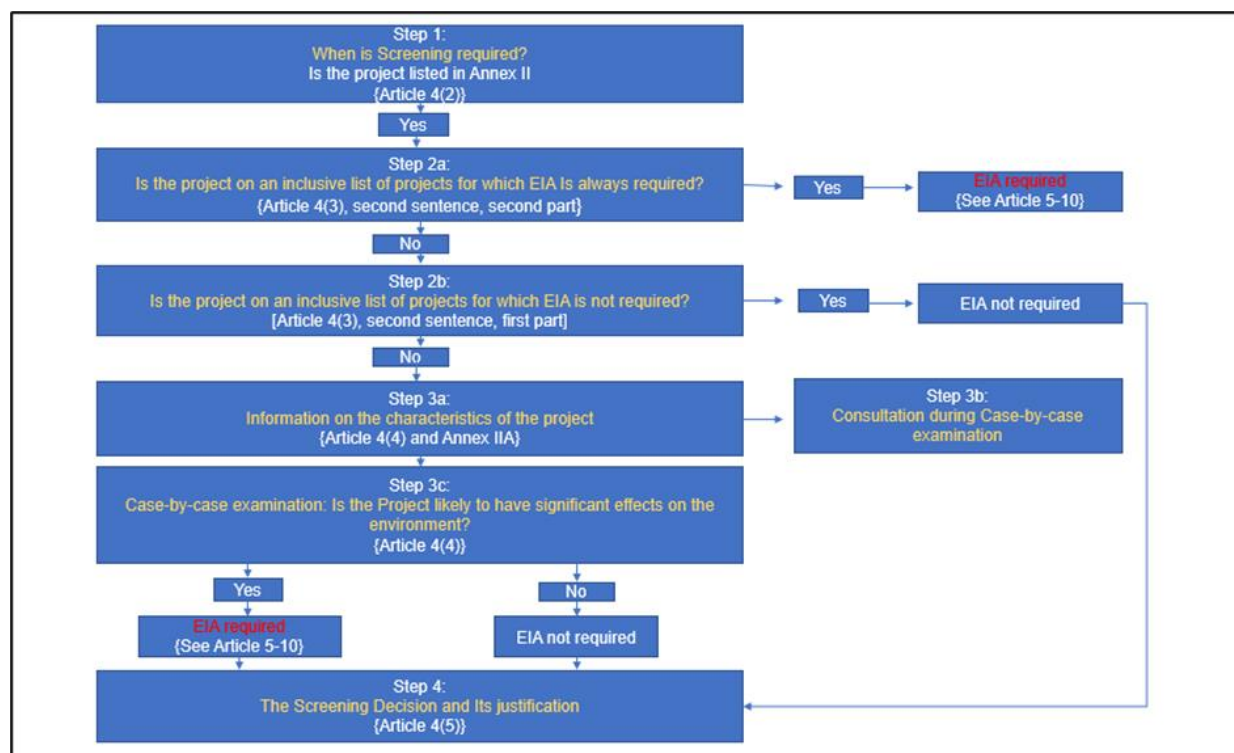 Step 1:
When is Screening required?
Is the project listed in Annex II
{Article 4(2)}
Yes
Step 2a:
Is the project on an inclusive list of projects for which EIA Is always required?
{Article 4(3), second sentence, second part}
Yes
EIA required
{See Article 5-10}
No
Step 2b:
Is the project on an inclusive list of projects for which EIA is not required?
[Article 4(3), second sentence, first part]
Yes
EIA not required
No
Step 3a:
Information on the characteristics of the project
{Article 4(4) and Annex IIA}
Step 3b:
Consultation during Case-by-case
examination
Step 3c:
Case-by-case examination: Is the Project likely to have significant effects on the
environment?
{Article 4(4)}
Yes
No
EIA required
{See Article 5-10}
EIA not required
Step 4:
The Screening Decision and Its justification
{Article 4(5)}